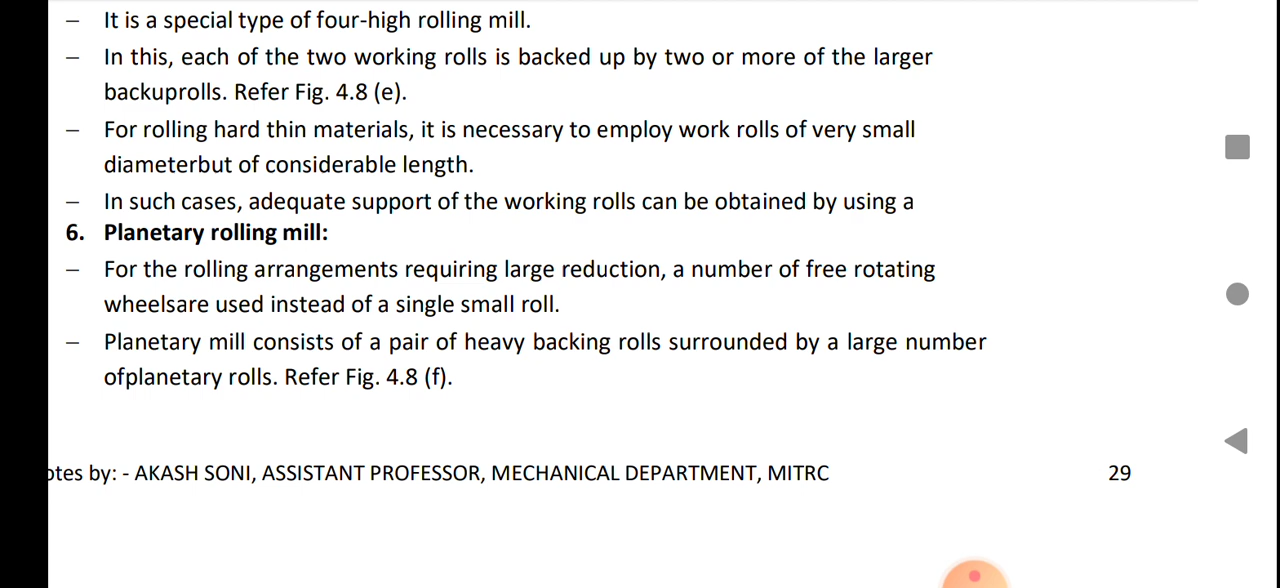 – It is a special type of four-high rolling mill.
– In this, each of the two working rolls is backed up by two or more of the larger
backuprolls. Refer Fig. 4.8 (e).
– For rolling hard thin materials, it is necessary to employ work rolls of very small
diameterbut of considerable length.
– In such cases, adequate support of the working rolls can be obtained by using a
6. Planetary rolling mill:
– For the rolling arrangements requiring large reduction, a number of free rotating
wheelsare used instead of a single small roll.
– Planetary mill consists of a pair of heavy backing rolls surrounded by a large number
ofplanetary rolls. Refer Fig. 4.8 (f).
otes by: - AKASH SONI, ASSISTANT PROFESSOR, MECHANICAL DEPARTMENT, MITRC 29